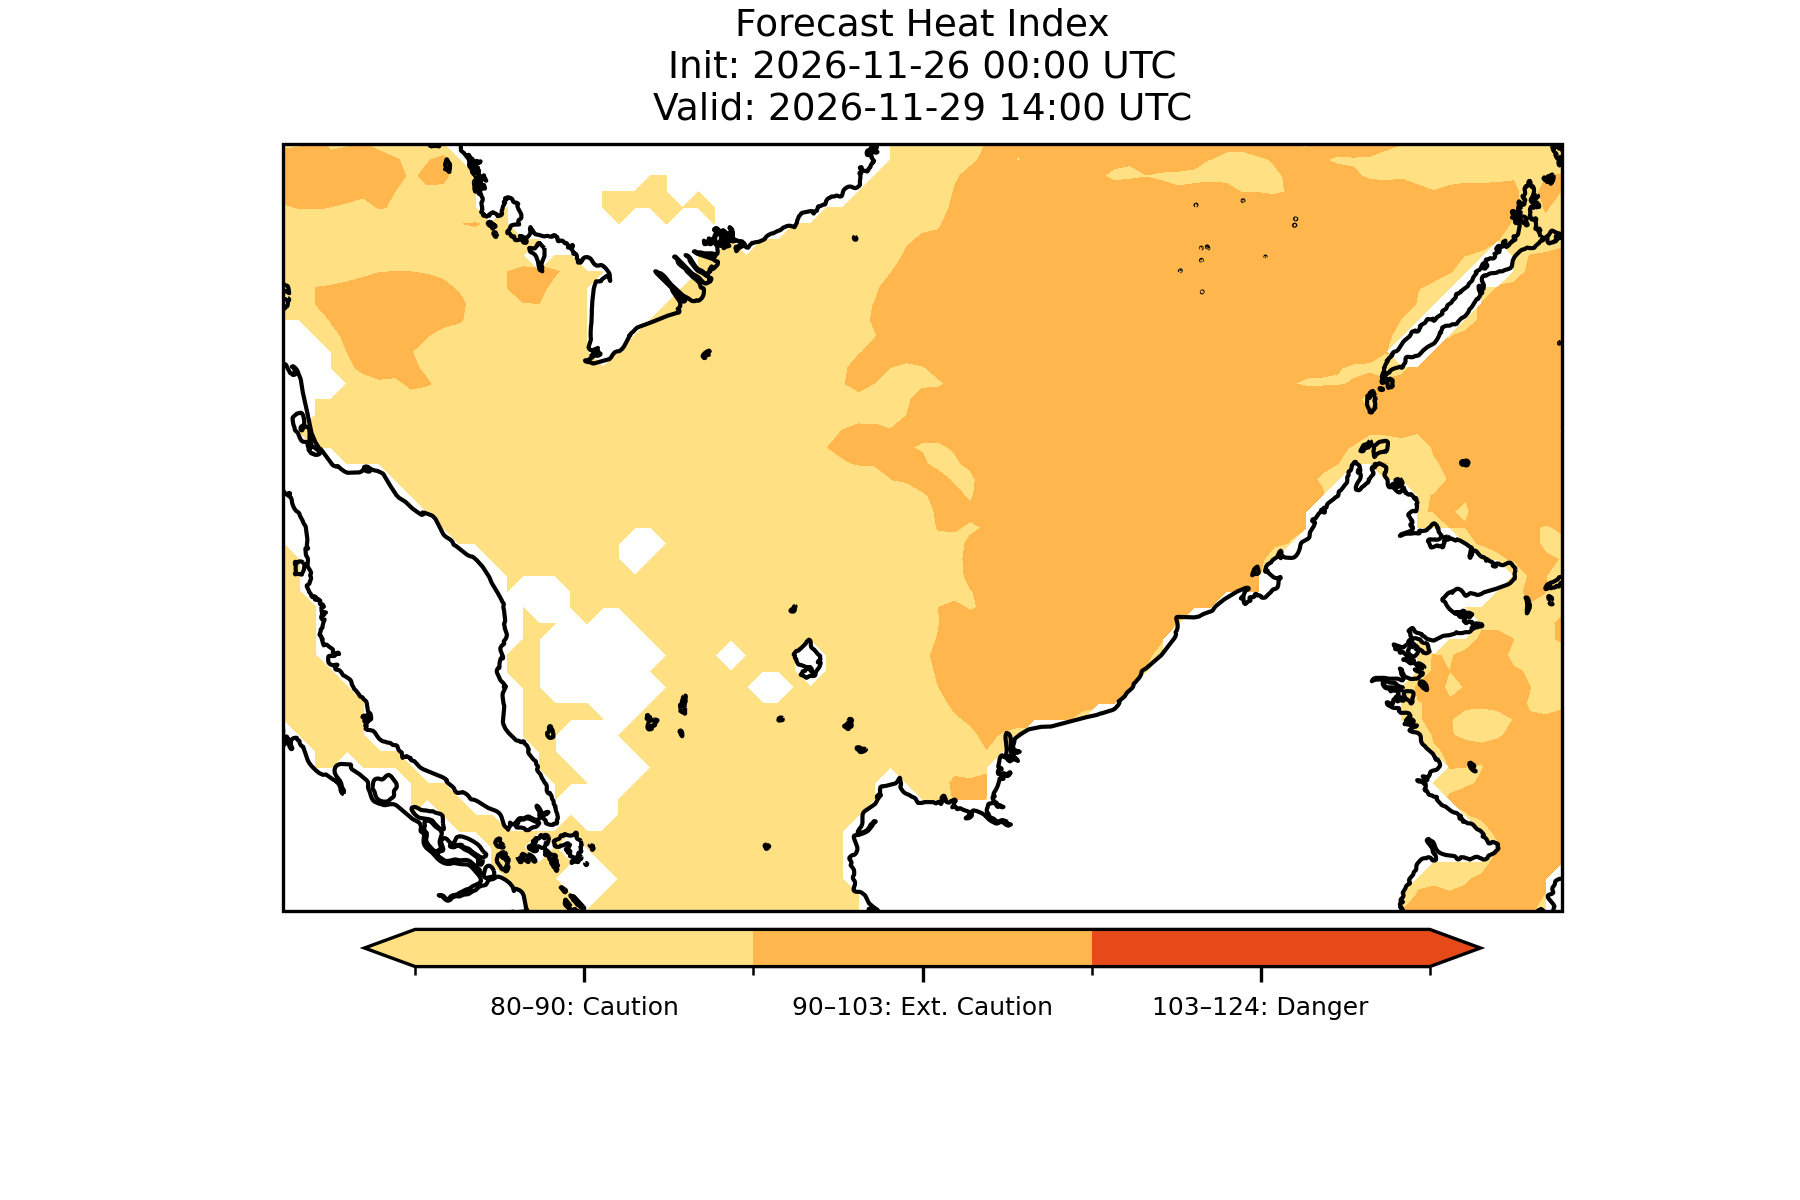 Forecast Heat Index
Init: 2026-11-26 00:00 UTC
Valid: 2026-11-29 14:00 UTC
80–90: Caution
90–103: Ext. Caution
103–124: Danger